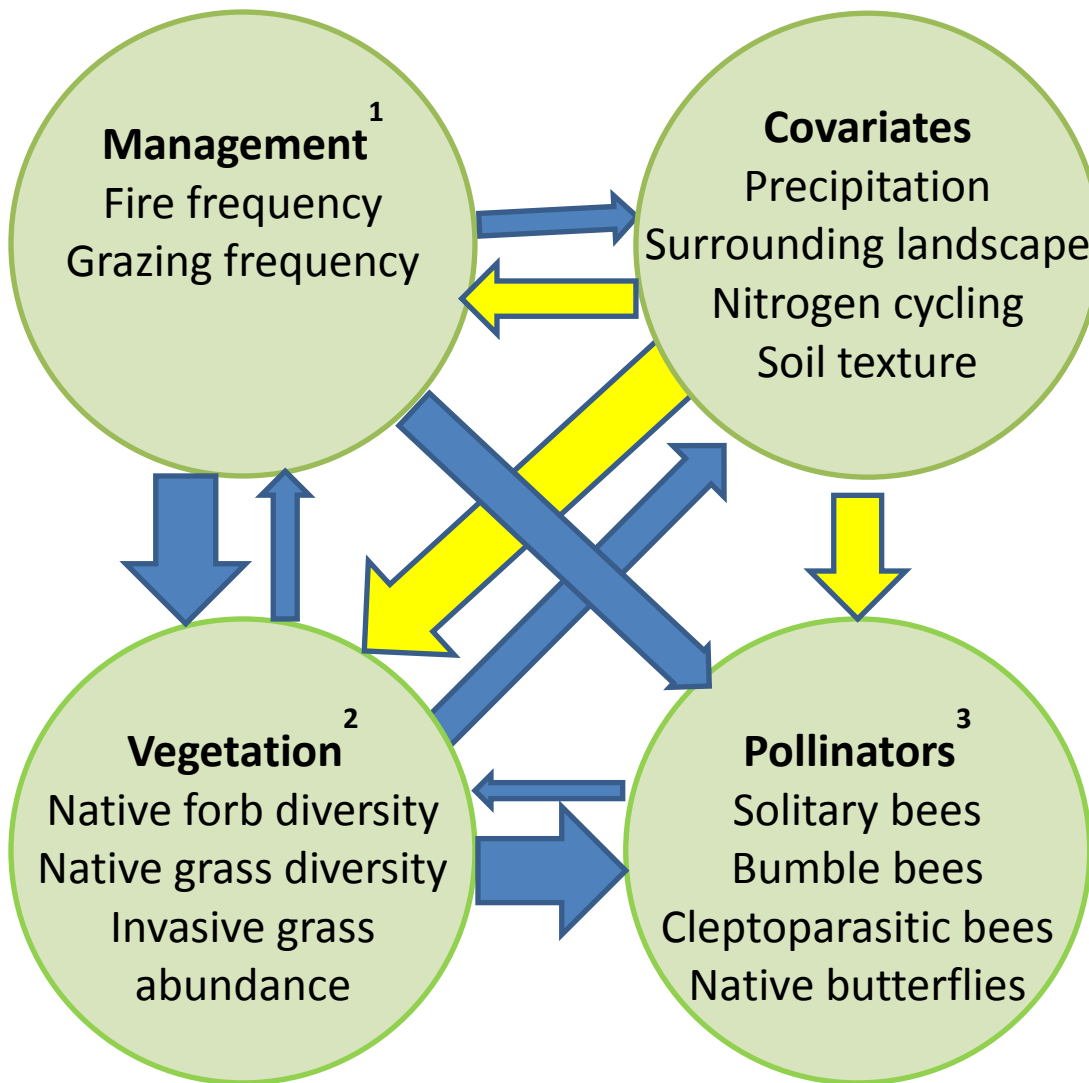 Management¹
Fire frequency
Grazing frequency
Covariates
Precipitation
Surrounding landscape
Nitrogen cycling
Soil texture
Vegetation²
Native forb diversity
Native grass diversity
Invasive grass
abundance
Pollinators³
Solitary bees
Bumble bees
Cleptoparasitic bees
Native butterflies